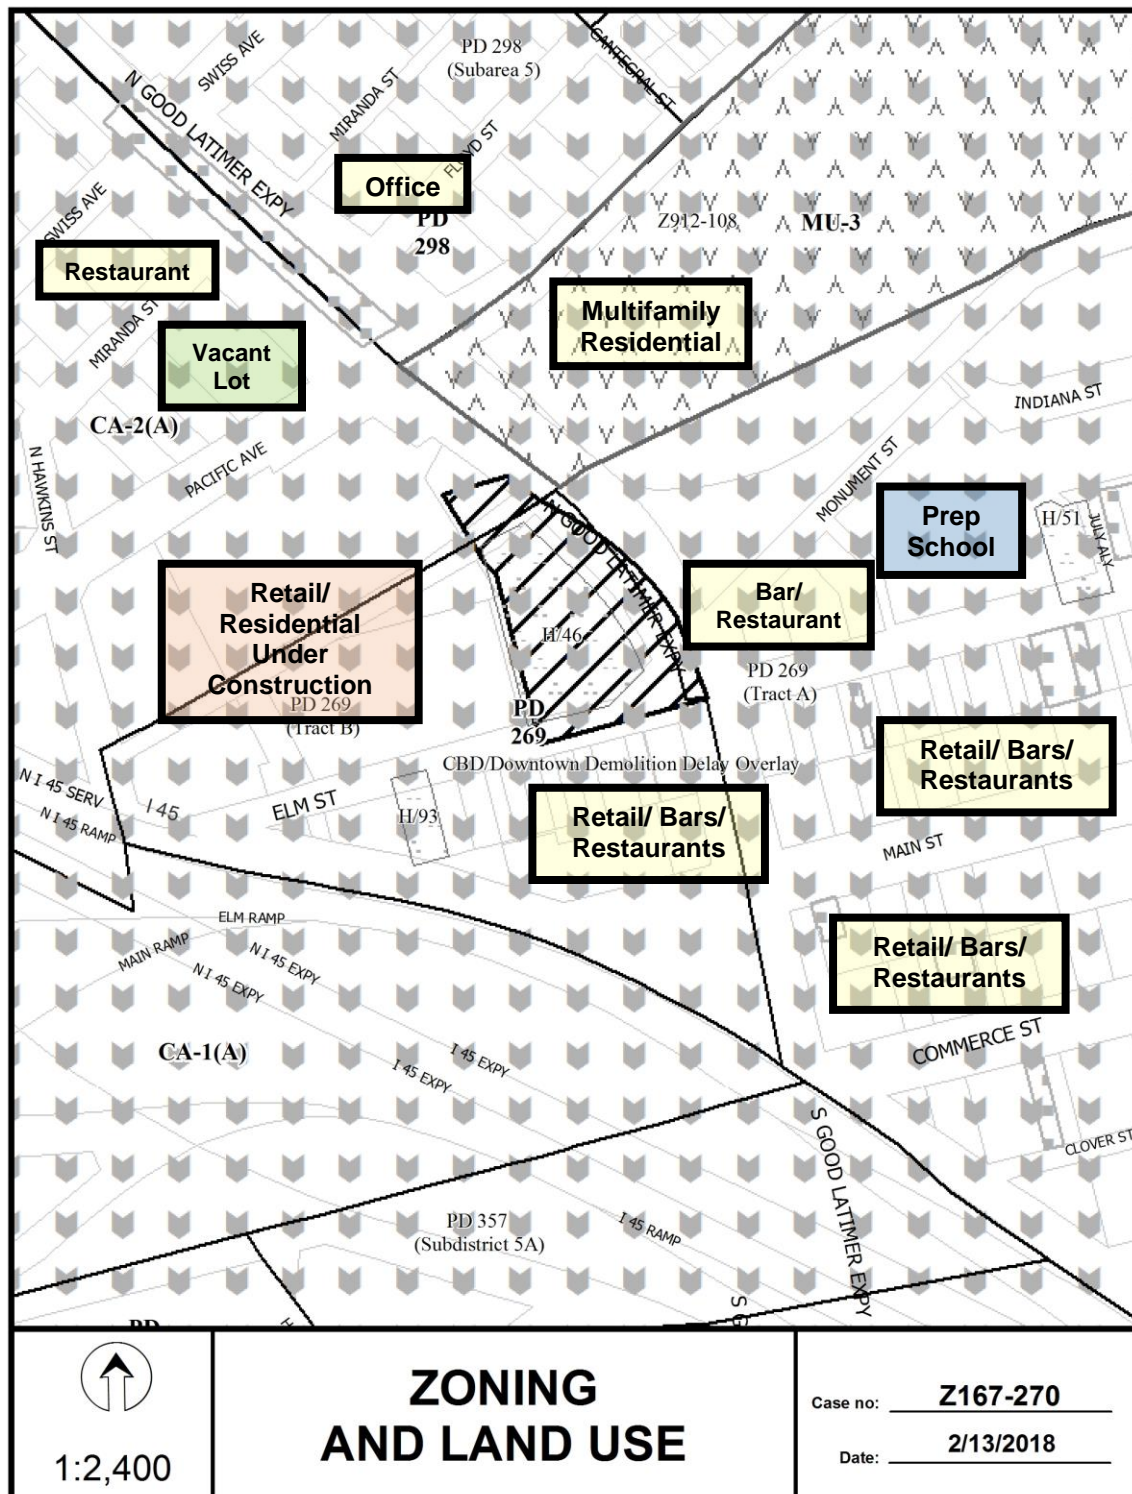 SWISS AVE
PD 298
(Subarea 5)
CANTEGRAL ST
N GOOD LATIMER EXPY
MIRANDA ST
FLOYD ST
Office
PD
298
SWISS AVE
Z912-108
MU-3
Restaurant
MIRANDA ST
Multifamily
Residential
Vacant
Lot
CA-2(A)
INDIANA ST
PACIFIC AVE
MONUMENT ST
N HAWKINS ST
N GOOD LATIMER EXPY
Prep
School
H/51
JULY ALY
Retail/
Residential
Under
Construction
Bar/
Restaurant
H/46
PD 269
(Tract A)
PD 269
(Tract B)
PD
269
CBD/Downtown Demolition Delay Overlay
Retail/ Bars/
Restaurants
N I 45 SERV
N I 45 RAMP
I 45
ELM ST
H/93
Retail/ Bars/
Restaurants
MAIN ST
ELM RAMP
MAIN RAMP
N I 45 EXPY
N I 45 EXPY
Retail/ Bars/
Restaurants
CA-1(A)
I 45 EXPY
I 45 EXPY
COMMERCE ST
S GOOD LATIMER EXPY
CLOVER ST
PD 357
(Subdistrict 5A)
I 45 RAMP
S G
PD
H
1:2,400
ZONING
AND LAND USE
Case no: Z167-270
Date: 2/13/2018